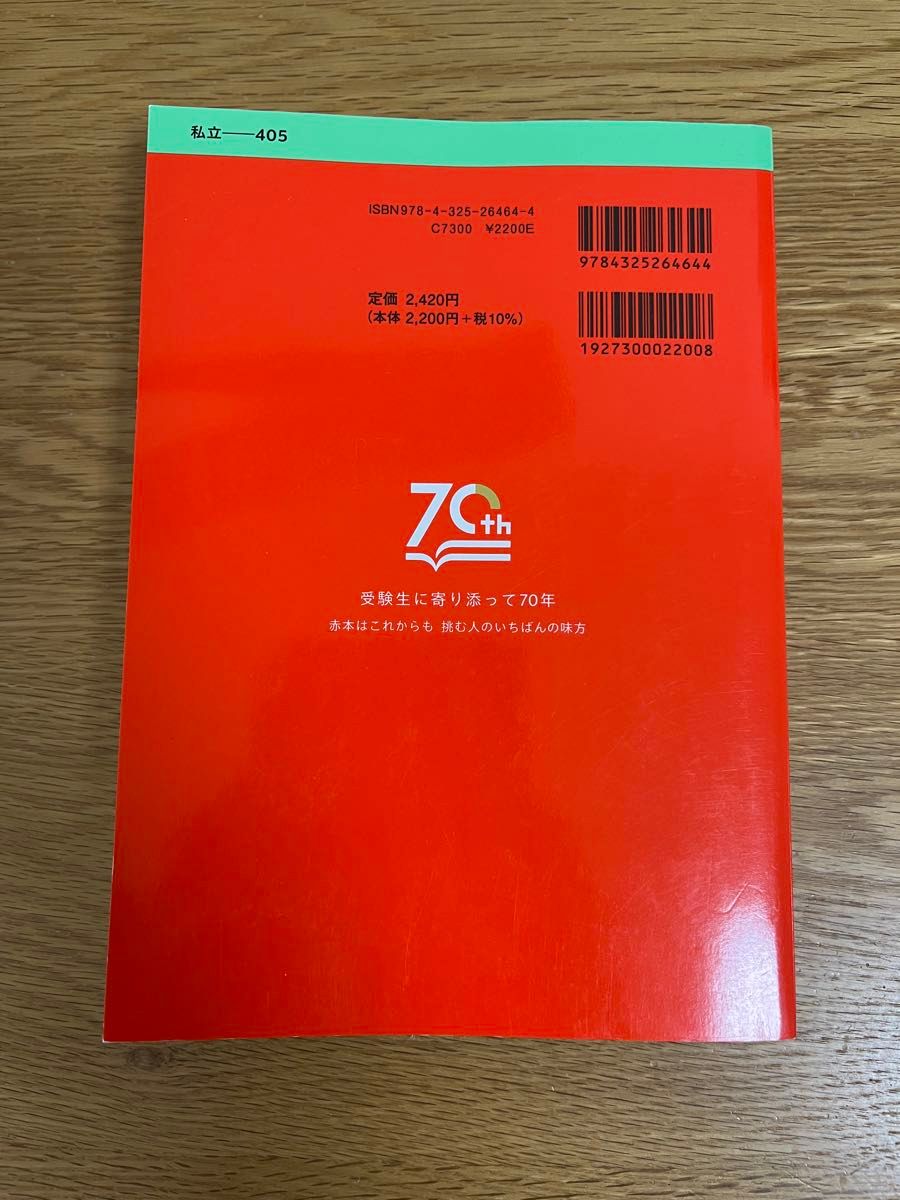 私立――405
ISBN978-4-325-26464-4
C7300 ¥2200E
9784325264644
定価 2,420円
(本体 2,200円+税10%)
1927300022008
70th
受験生に寄り添って70年
赤本はこれからも 挑む人のいちばんの味方